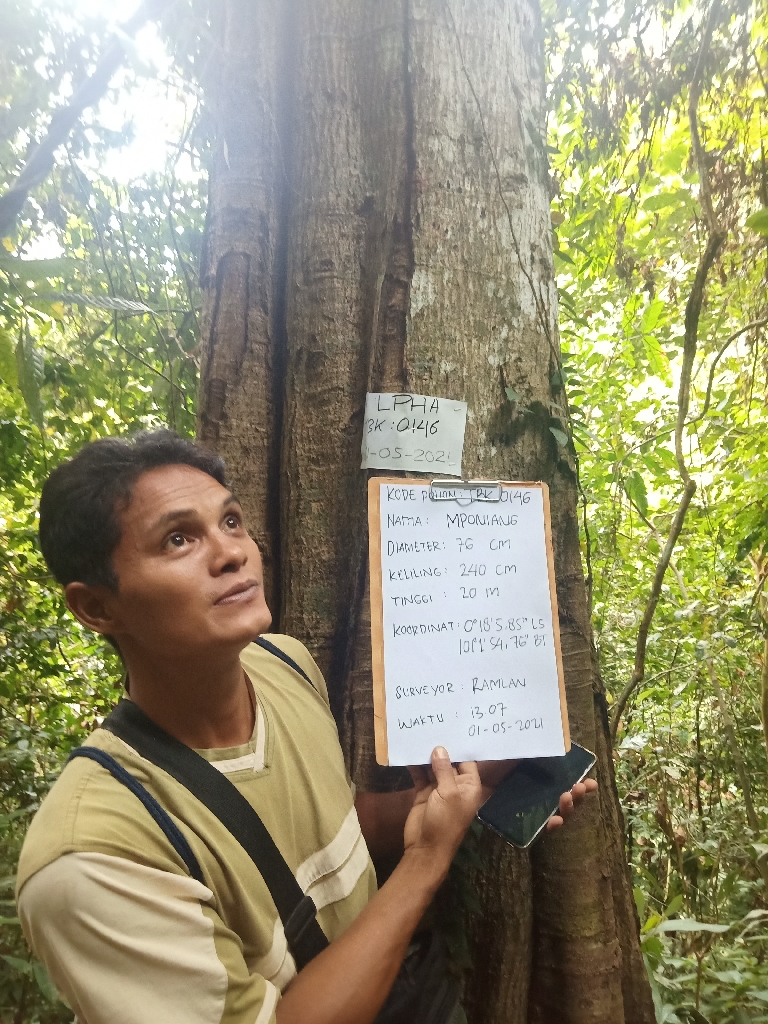 LPHA
BK : 0146
1-05-2021
KODE POHON : BK 0146
NAMA : MPONIANG
DIAMETER : 76 CM
KELILING : 240 CM
TINGGI : 20 M
KOORDINAT : 0°18'5.85" LS
101°1'54,76" BT
SURVEYOR : RAMLAN
WAKTU : 13.07
01-05-2021